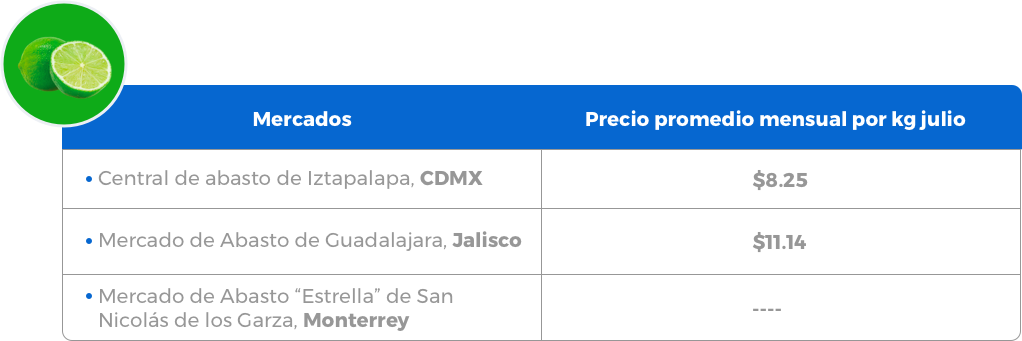 Mercados
Precio promedio mensual por kg julio
• Central de abasto de Iztapalapa, CDMX
$8.25
• Mercado de Abasto de Guadalajara, Jalisco
$11.14
• Mercado de Abasto “Estrella” de San
Nicolás de los Garza, Monterrey
----